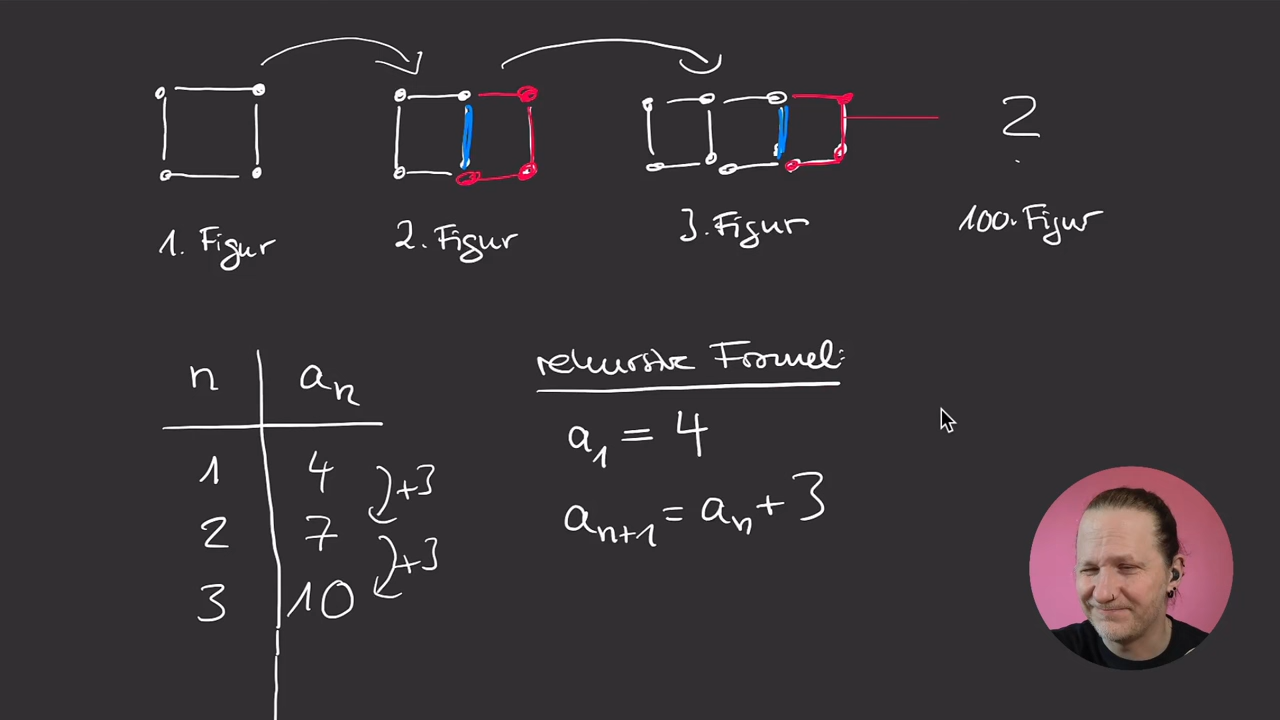 ?
1. Figur
2. Figur
3. Figur
100. Figur
rekursive Formel:
n aₙ
a₁ = 4
1 4
+3
aₙ₊₁ = aₙ + 3
2 7
+3
3 10